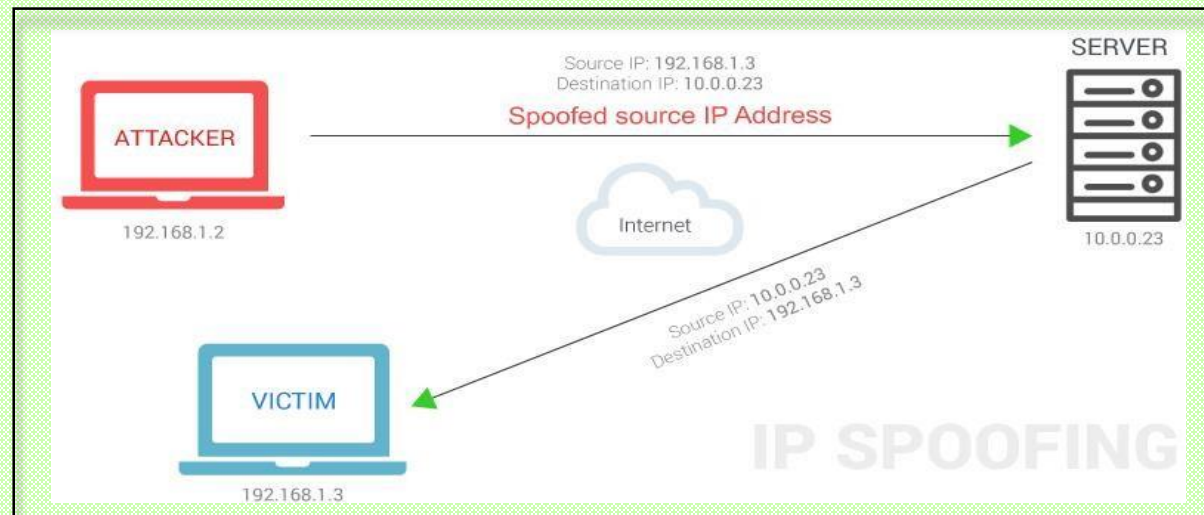 SERVER
Source IP: 192.168.1.3
Destination IP: 10.0.0.23
Spoofed source IP Address
ATTACKER
192.168.1.2
Internet
10.0.0.23
Source IP: 10.0.0.23
Destination IP: 192.168.1.3
VICTIM
192.168.1.3
IP SPOOFING